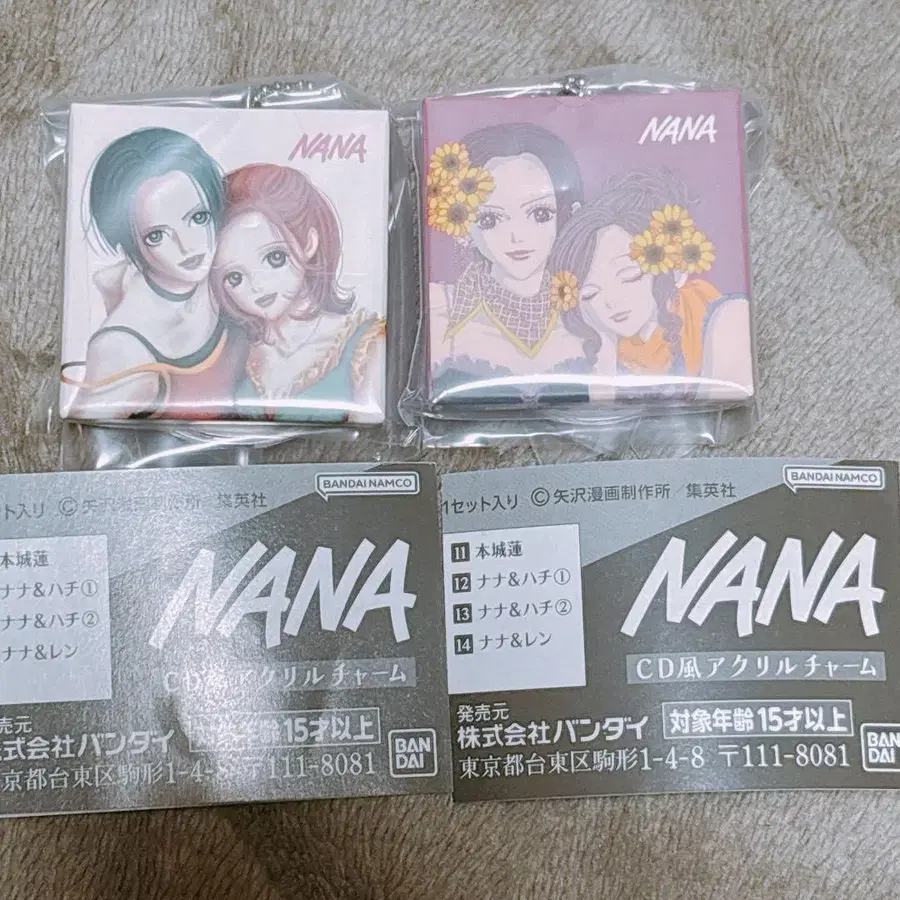 NANA
NANA
BANDAI NAMCO
ト入り ©矢沢漫画制作所/集英社
本城蓮
ナナ&ハチ①
ナナ&ハチ②
ナナ&レン
NANA
CD風アクリルチャーム
発売元
式会社バンダイ 対象年齢15才以上
京都台東区駒形1-4-8 〒111-8081
BANDAI
BANDAI NAMCO
1セット入り ©矢沢漫画制作所/集英社
11 本城蓮
12 ナナ&ハチ①
13 ナナ&ハチ②
14 ナナ&レン
NANA
CD風アクリルチャーム
発売元
株式会社バンダイ 対象年齢15才以上
東京都台東区駒形1-4-8 〒111-8081
BANDAI